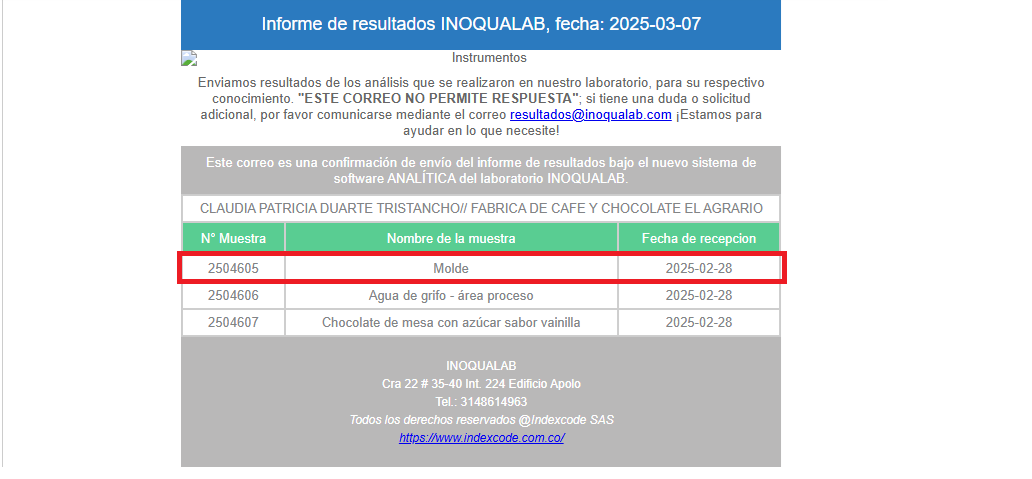 Informe de resultados INOQUALAB, fecha: 2025-03-07
Instrumentos
Enviamos resultados de los análisis que se realizaron en nuestro laboratorio, para su respectivo
conocimiento. "ESTE CORREO NO PERMITE RESPUESTA"; si tiene una duda o solicitud
adicional, por favor comunicarse mediante el correo resultados@inoqualab.com ¡Estamos para
ayudar en lo que necesite!
Este correo es una confirmación de envío del informe de resultados bajo el nuevo sistema de
software ANALÍTICA del laboratorio INOQUALAB.
CLAUDIA PATRICIA DUARTE TRISTANCHO// FABRICA DE CAFE Y CHOCOLATE EL AGRARIO
N° Muestra Nombre de la muestra Fecha de recepcion
2504605 Molde 2025-02-28
2504606 Agua de grifo - área proceso 2025-02-28
2504607 Chocolate de mesa con azúcar sabor vainilla 2025-02-28
INOQUALAB
Cra 22 # 35-40 Int. 224 Edificio Apolo
Tel.: 3148614963
Todos los derechos reservados @Indexcode SAS
https://www.indexcode.com.co/